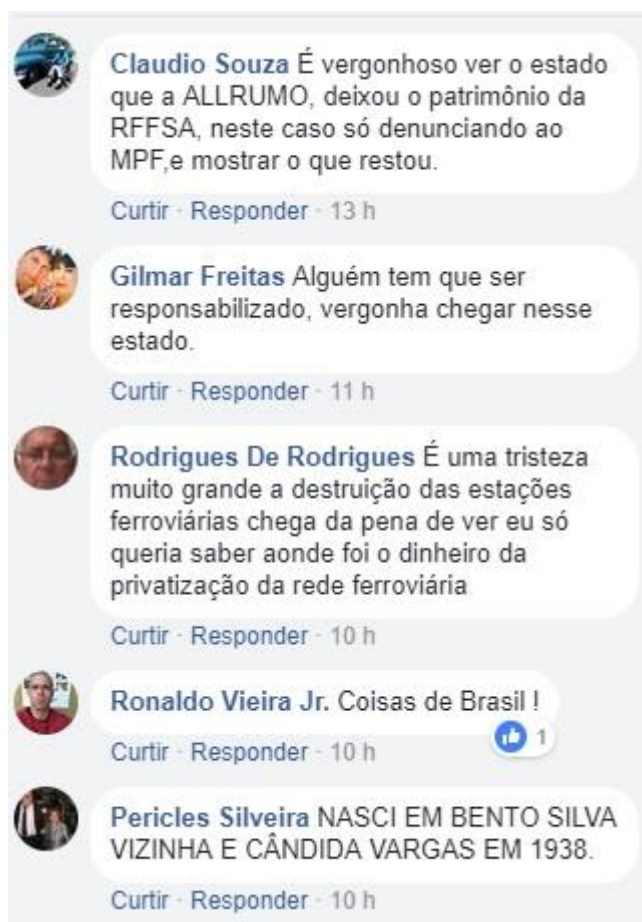 Claudio Souza É vergonhoso ver o estado
que a ALLRUMO, deixou o patrimônio da
RFFSA, neste caso só denunciando ao
MPF,e mostrar o que restou.
Curtir · Responder · 13 h
Gilmar Freitas Alguém tem que ser
responsabilizado, vergonha chegar nesse
estado.
Curtir · Responder · 11 h
Rodrigues De Rodrigues É uma tristeza
muito grande a destruição das estações
ferroviárias chega da pena de ver eu só
queria saber aonde foi o dinheiro da
privatização da rede ferroviária
Curtir · Responder · 10 h
Ronaldo Vieira Jr. Coisas de Brasil !
1
Curtir · Responder · 10 h
Pericles Silveira NASCI EM BENTO SILVA
VIZINHA E CÂNDIDA VARGAS EM 1938.
Curtir · Responder · 10 h